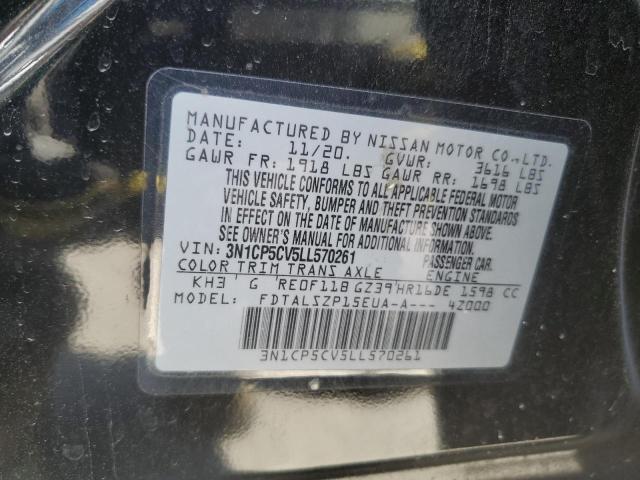 MANUFACTURED BY NISSAN MOTOR CO.,LTD.
DATE: 11/20. GVWR: 3616 LBS
GAWR FR: 1918 LBS GAWR RR: 1698 LBS
THIS VEHICLE CONFORMS TO ALL APPLICABLE FEDERAL MOTOR
VEHICLE SAFETY, BUMPER AND THEFT PREVENTION STANDARDS
IN EFFECT ON THE DATE OF MANUFACTURE SHOWN ABOVE.
SEE OWNER'S MANUAL FOR ADDITIONAL INFORMATION
VIN: 3N1CP5CV5LL570261 PASSENGER CAR.
COLOR TRIM TRANS AXLE ENGINE
KH3 ' G 'RE0F11B GZ39'HR16DE 1598 CC
MODEL: FDTALSZP15EUA-A--- 4Z000
3N1CP5CV5LL570261